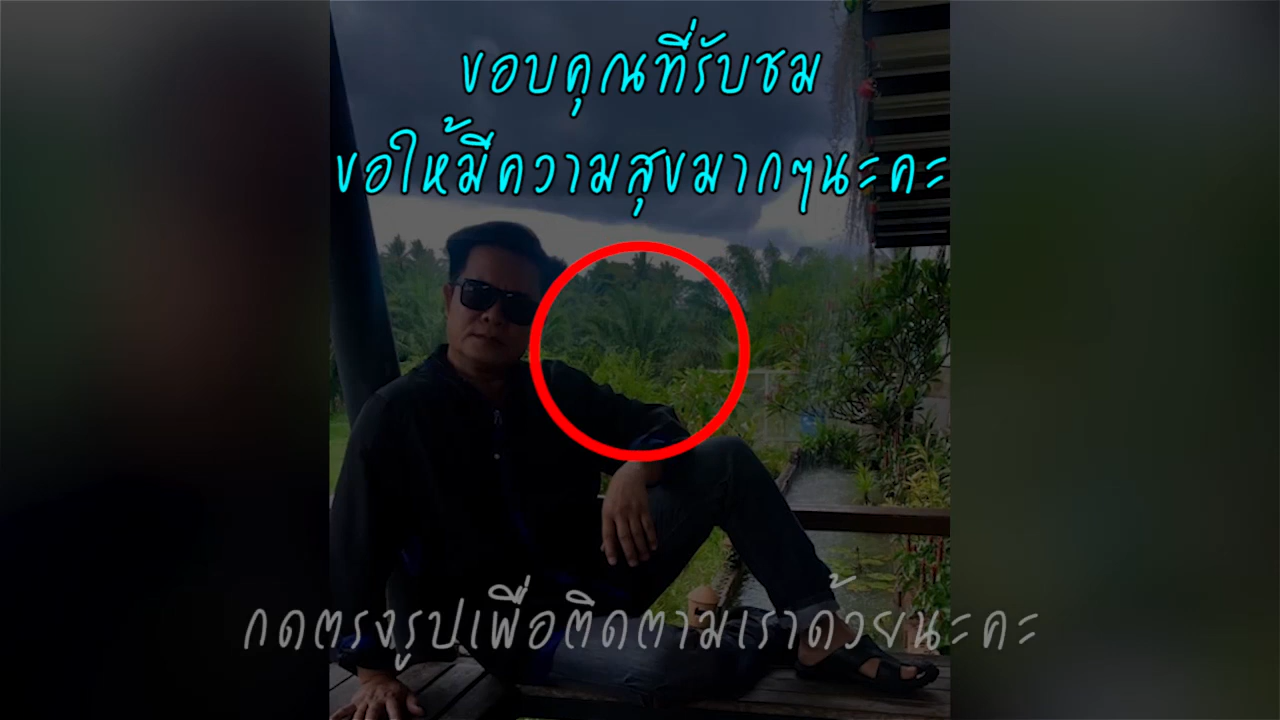 ขอบคุณที่รับชม
ขอให้มีความสุขมากๆนะคะ
กดตรงรูปเพื่อติดตามเราด้วยนะคะ